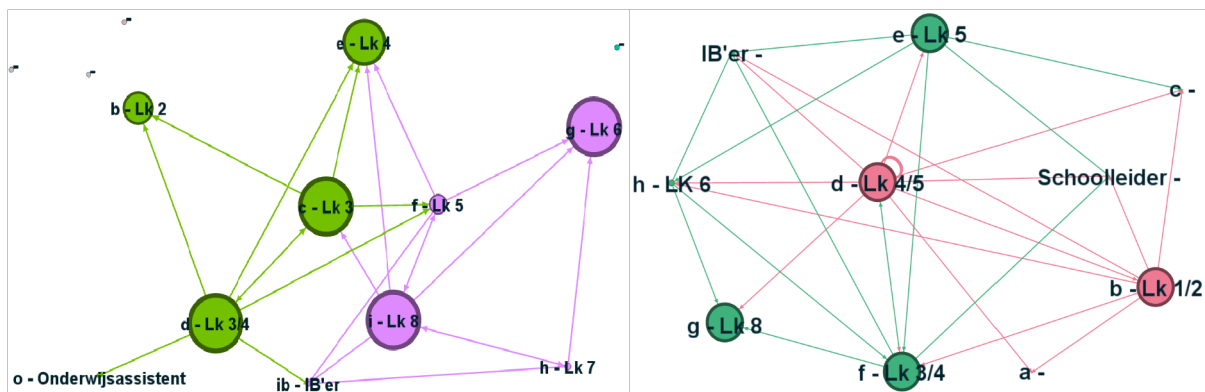 e - Lk 4
b - Lk 2
g - Lk 6
c - Lk 3
f - Lk 5
d - Lk 3/4
i - Lk 8
h - Lk 7
o - Onderwijsassistent
ib - IB'er
e - Lk 5
IB'er -
c -
h - LK 6
d - Lk 4/5
Schoolleider -
b - Lk 1/2
g - Lk 8
f - Lk 3/4
a -